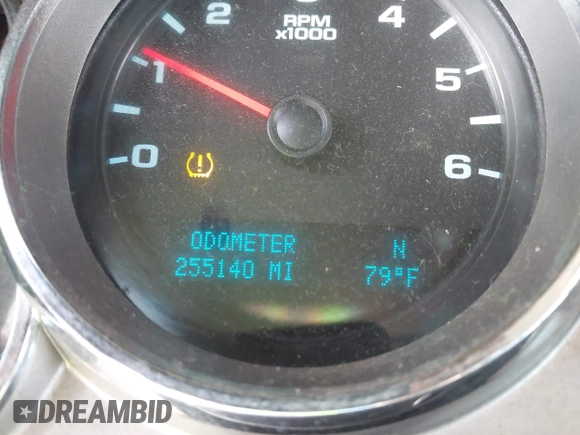 2
4
RPM
x1000
1
5
0
6
ODOMETER N
255140 MI 79°F
DREAMBID